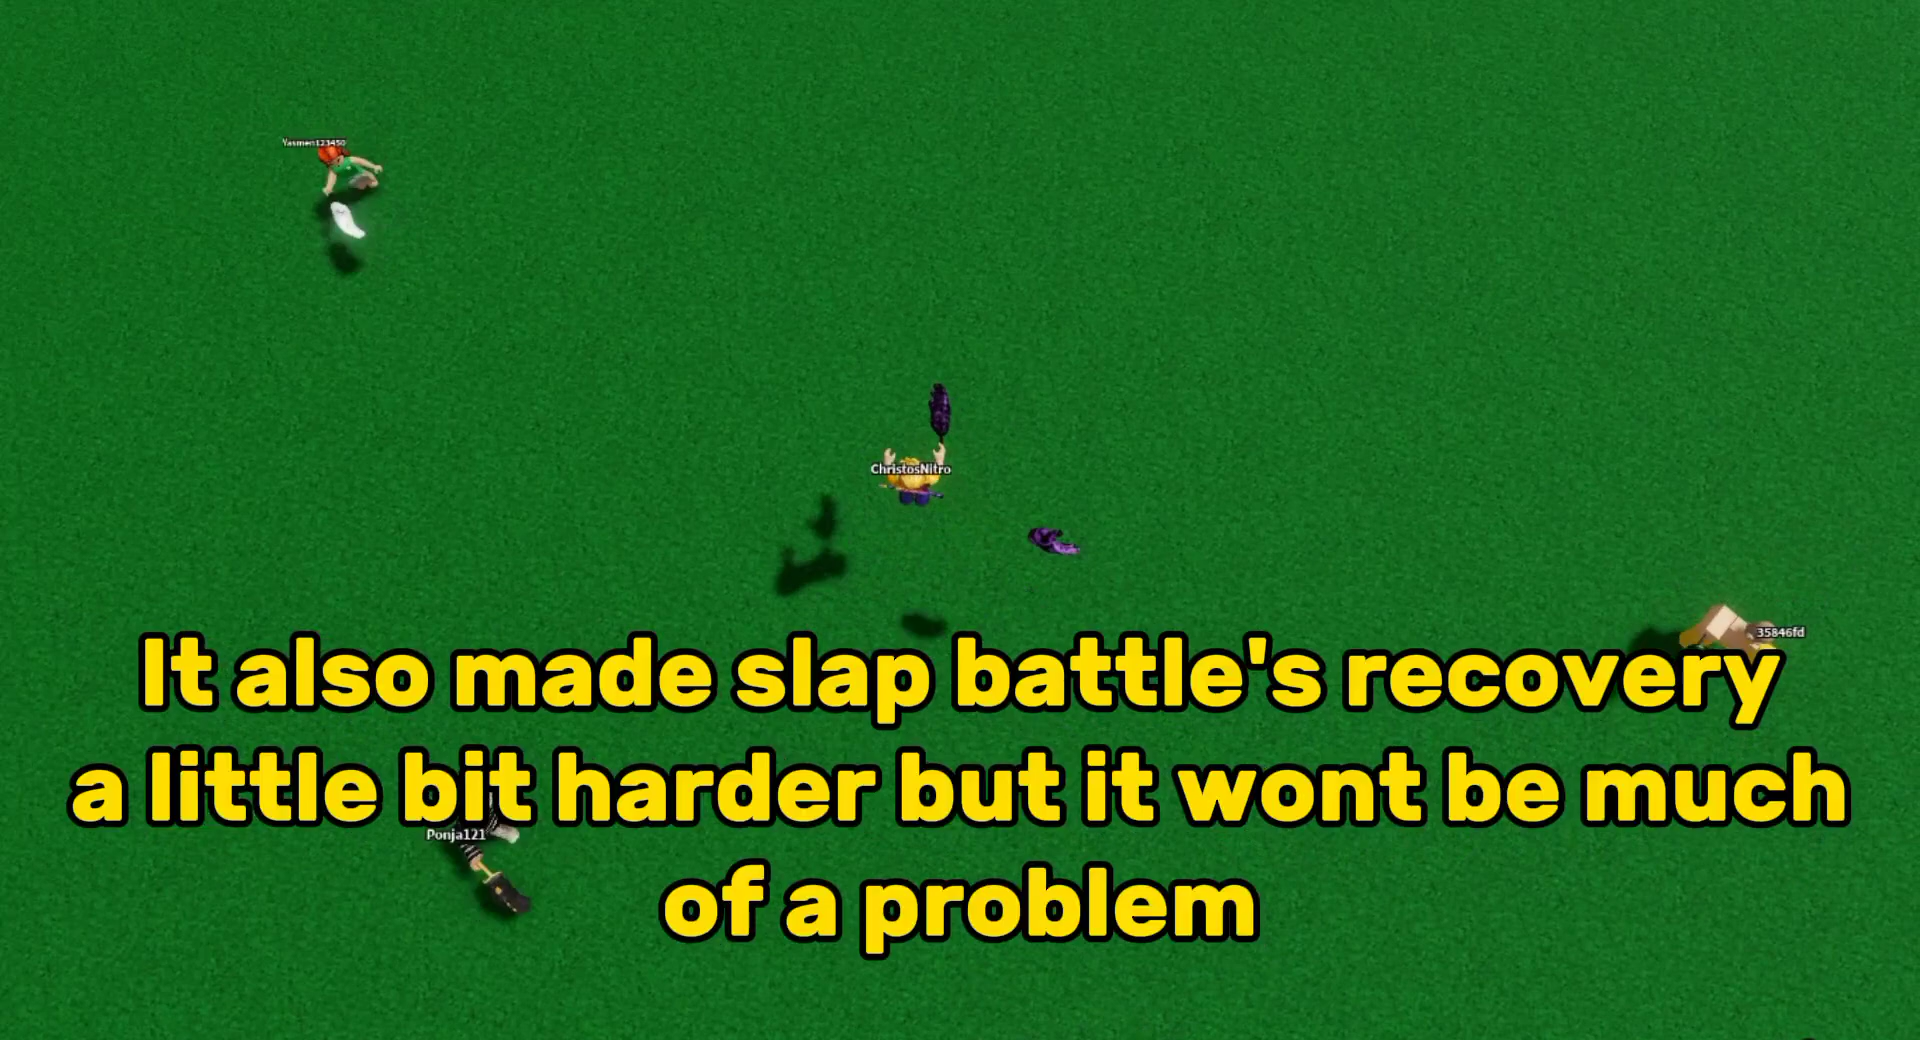 Yasmen123450
ChristosNitro
35846fd
It also made slap battle's recovery
a little bit harder but it wont be much
of a problem
Ponja121